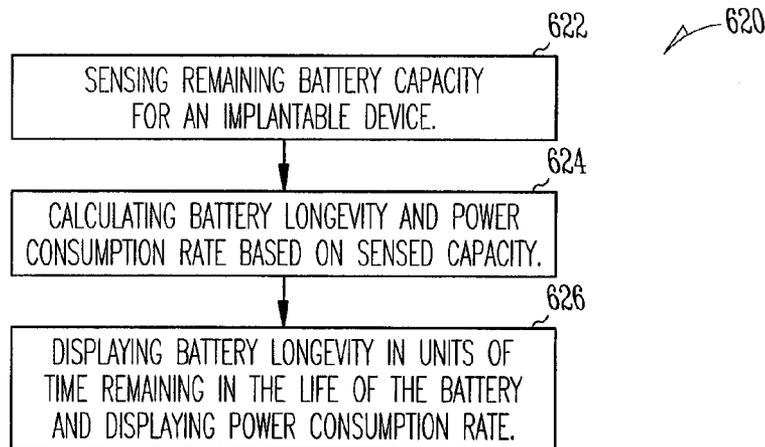 620
622
SENSING REMAINING BATTERY CAPACITY
FOR AN IMPLANTABLE DEVICE.
624
CALCULATING BATTERY LONGEVITY AND POWER
CONSUMPTION RATE BASED ON SENSED CAPACITY.
626
DISPLAYING BATTERY LONGEVITY IN UNITS OF
TIME REMAINING IN THE LIFE OF THE BATTERY
AND DISPLAYING POWER CONSUMPTION RATE.